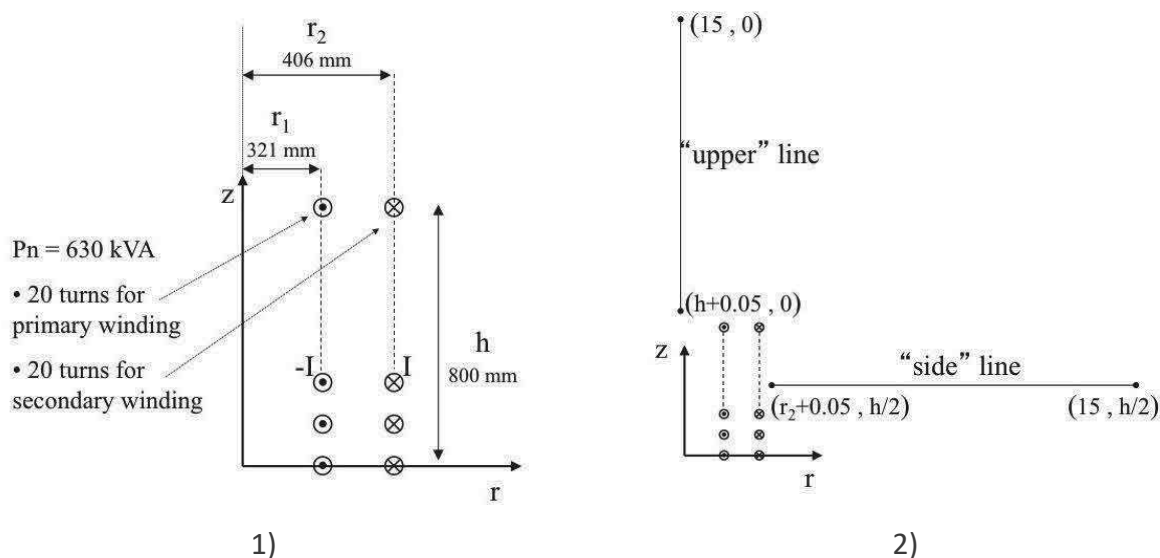 r2
406 mm
r1
321 mm
z
Pn = 630 kVA
• 20 turns for
primary winding
• 20 turns for
secondary winding
-I
I
h
800 mm
r
1)
(15 , 0)
“upper” line
(h+0.05 , 0)
z
“side” line
(r2+0.05 , h/2)
(15 , h/2)
r
2)